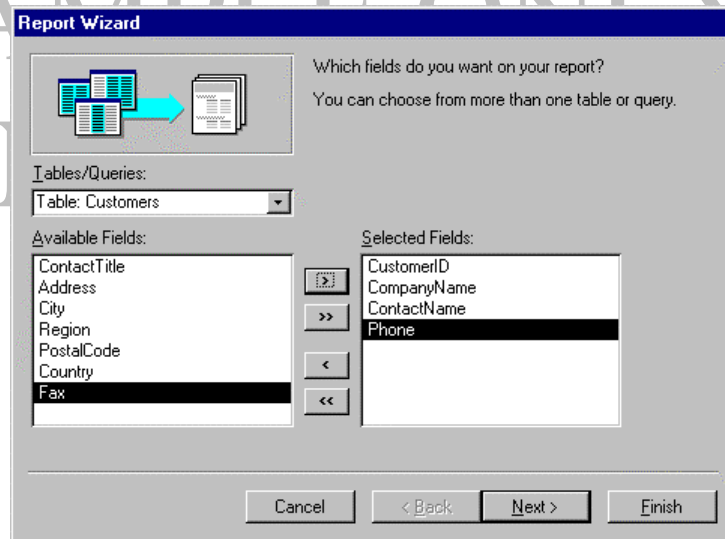 Report Wizard
Which fields do you want on your report?
You can choose from more than one table or query.
Tables/Queries:
Table: Customers
Available Fields:
Selected Fields:
ContactTitle
Address
City
Region
PostalCode
Country
Fax
>
>>
<
<<
CustomerID
CompanyName
ContactName
Phone
Cancel
< Back
Next >
Finish